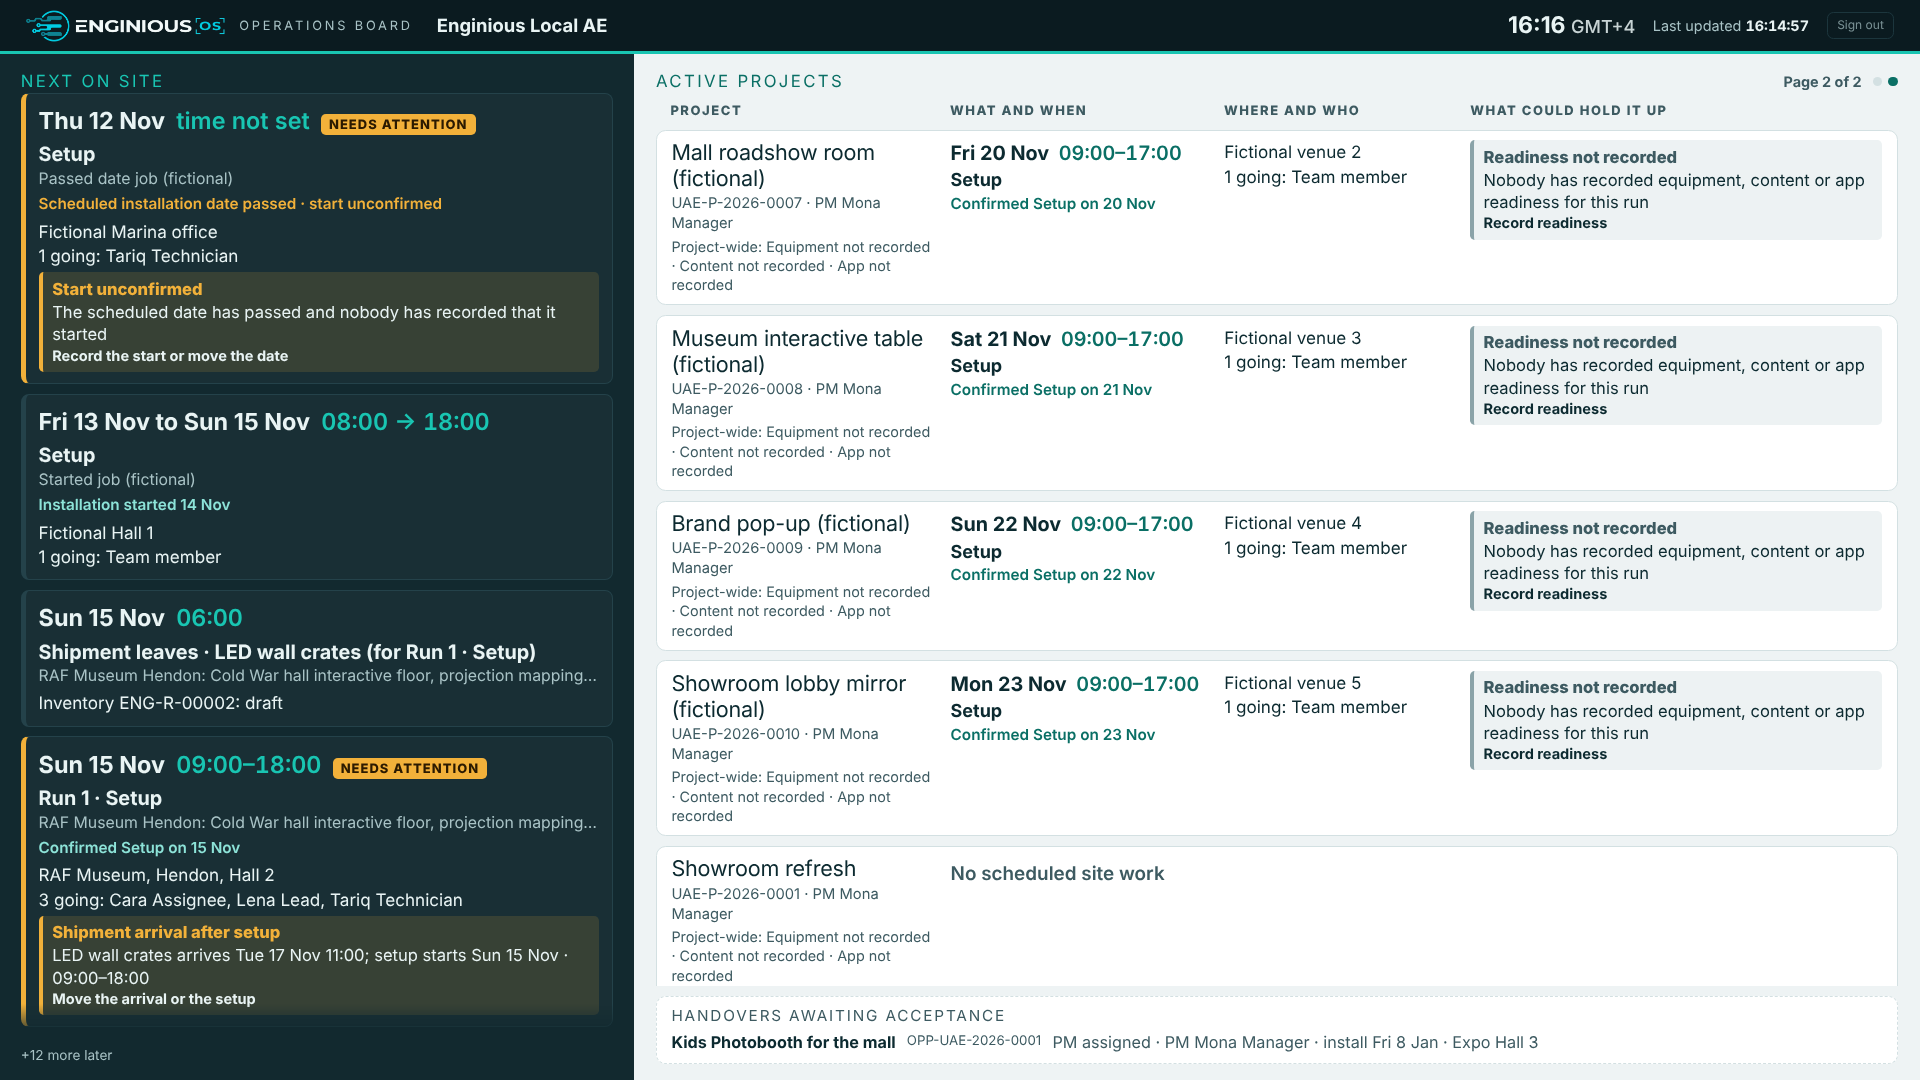 ENGINIOUS [OS] OPERATIONS BOARD Enginious Local AE
16:16 GMT+4 Last updated 16:14:57 Sign out
NEXT ON SITE
Thu 12 Nov time not set NEEDS ATTENTION
Setup
Passed date job (fictional)
Scheduled installation date passed · start unconfirmed
Fictional Marina office
1 going: Tariq Technician
Start unconfirmed
The scheduled date has passed and nobody has recorded that it
started
Record the start or move the date
Fri 13 Nov to Sun 15 Nov 08:00 → 18:00
Setup
Started job (fictional)
Installation started 14 Nov
Fictional Hall 1
1 going: Team member
Sun 15 Nov 06:00
Shipment leaves · LED wall crates (for Run 1 · Setup)
RAF Museum Hendon: Cold War hall interactive floor, projection mapping...
Inventory ENG-R-00002: draft
Sun 15 Nov 09:00–18:00 NEEDS ATTENTION
Run 1 · Setup
RAF Museum Hendon: Cold War hall interactive floor, projection mapping...
Confirmed Setup on 15 Nov
RAF Museum, Hendon, Hall 2
3 going: Cara Assignee, Lena Lead, Tariq Technician
Shipment arrival after setup
LED wall crates arrives Tue 17 Nov 11:00; setup starts Sun 15 Nov ·
09:00–18:00
Move the arrival or the setup
+12 more later
ACTIVE PROJECTS
Page 2 of 2
PROJECT WHAT AND WHEN WHERE AND WHO WHAT COULD HOLD IT UP
Mall roadshow room
(fictional)
UAE-P-2026-0007 · PM Mona
Manager
Project-wide: Equipment not recorded
· Content not recorded · App not
recorded
Fri 20 Nov 09:00–17:00
Setup
Confirmed Setup on 20 Nov
Fictional venue 2
1 going: Team member
Readiness not recorded
Nobody has recorded equipment, content or app
readiness for this run
Record readiness
Museum interactive table
(fictional)
UAE-P-2026-0008 · PM Mona
Manager
Project-wide: Equipment not recorded
· Content not recorded · App not
recorded
Sat 21 Nov 09:00–17:00
Setup
Confirmed Setup on 21 Nov
Fictional venue 3
1 going: Team member
Readiness not recorded
Nobody has recorded equipment, content or app
readiness for this run
Record readiness
Brand pop-up (fictional)
UAE-P-2026-0009 · PM Mona
Manager
Project-wide: Equipment not recorded
· Content not recorded · App not
recorded
Sun 22 Nov 09:00–17:00
Setup
Confirmed Setup on 22 Nov
Fictional venue 4
1 going: Team member
Readiness not recorded
Nobody has recorded equipment, content or app
readiness for this run
Record readiness
Showroom lobby mirror
(fictional)
UAE-P-2026-0010 · PM Mona
Manager
Project-wide: Equipment not recorded
· Content not recorded · App not
recorded
Mon 23 Nov 09:00–17:00
Setup
Confirmed Setup on 23 Nov
Fictional venue 5
1 going: Team member
Readiness not recorded
Nobody has recorded equipment, content or app
readiness for this run
Record readiness
Showroom refresh
UAE-P-2026-0001 · PM Mona
Manager
Project-wide: Equipment not recorded
· Content not recorded · App not
recorded
No scheduled site work
HANDOVERS AWAITING ACCEPTANCE
Kids Photobooth for the mall OPP-UAE-2026-0001 PM assigned · PM Mona Manager · install Fri 8 Jan · Expo Hall 3